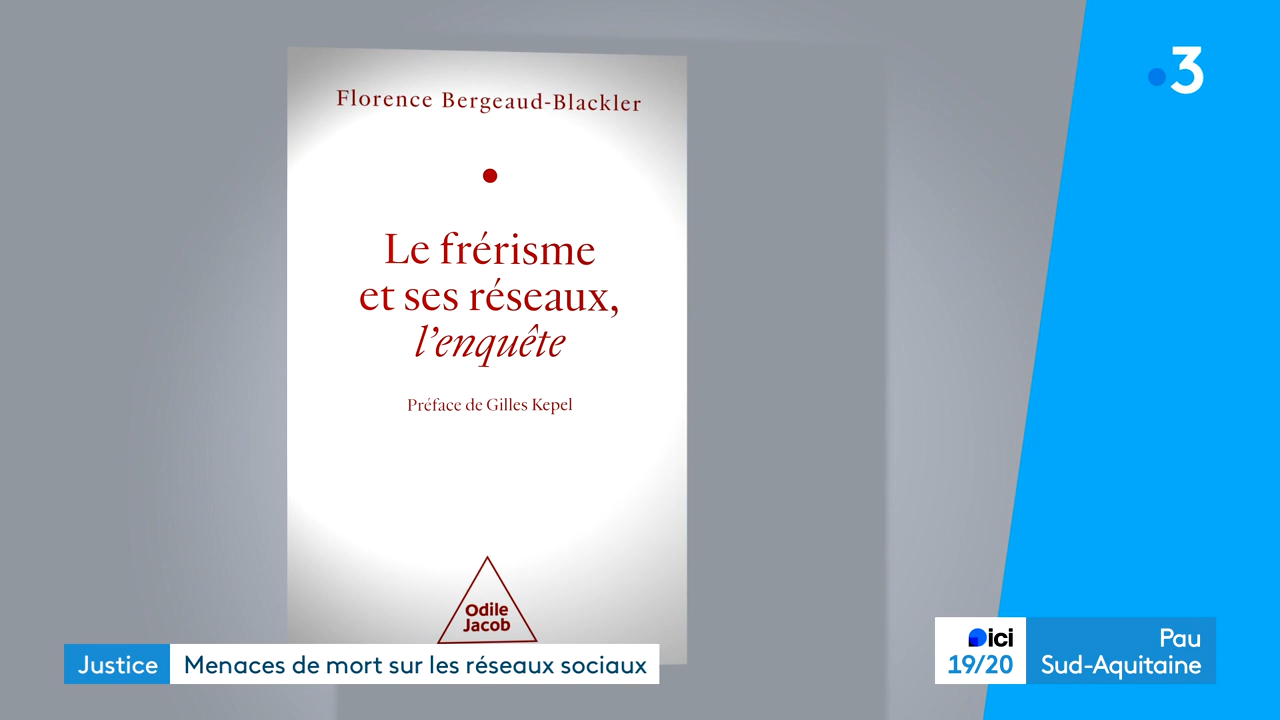 Florence Bergeaud-Blackler
Le frérisme
et ses réseaux,
l'enquête
Préface de Gilles Kepel
Odile
Jacob
3
Justice
Menaces de mort sur les réseaux sociaux
ici
19/20
Pau
Sud-Aquitaine